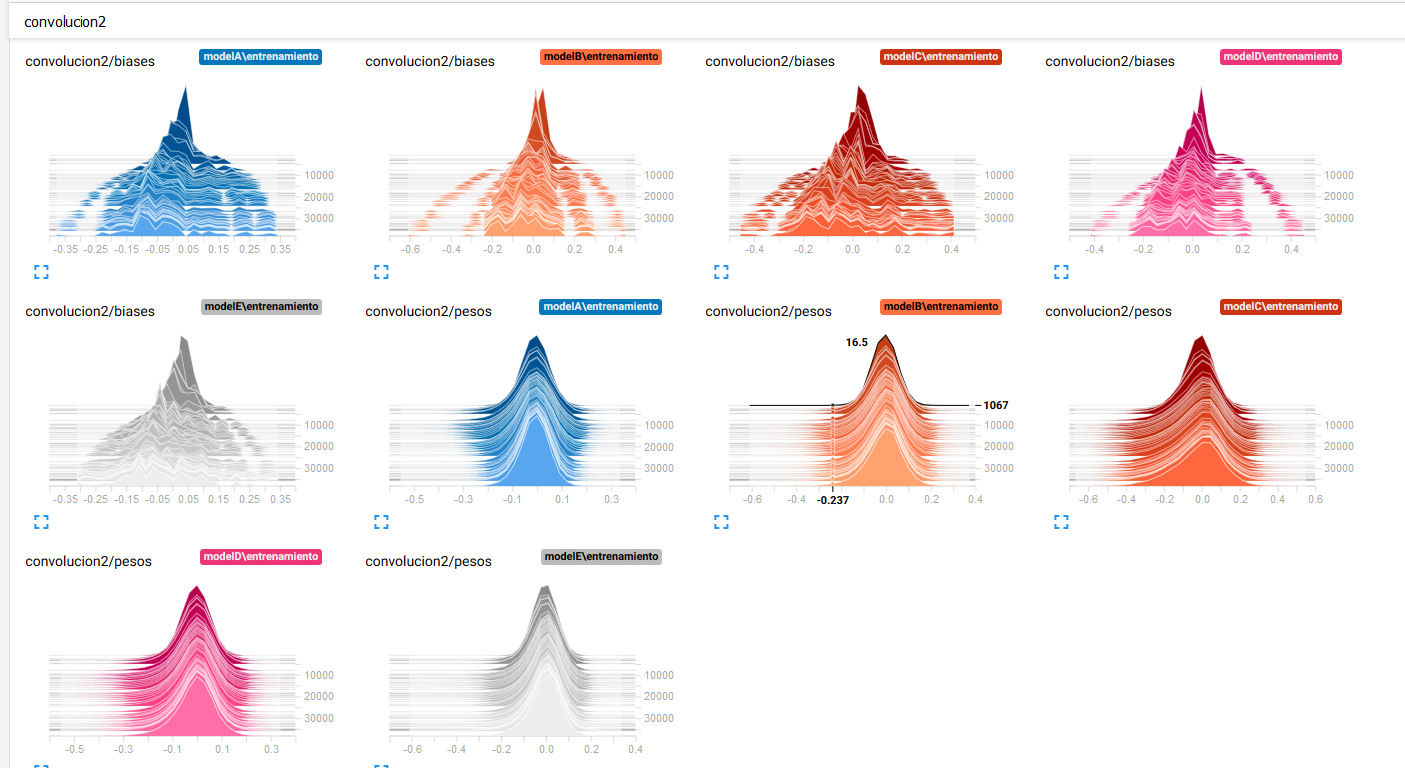 convolucion2
convolucion2/biases modelA\entrenamiento
10000
20000
30000
-0.35 -0.25 -0.15 -0.05 0.05 0.15 0.25 0.35
convolucion2/biases modelB\entrenamiento
10000
20000
30000
-0.6 -0.4 -0.2 0.0 0.2 0.4
convolucion2/biases modelC\entrenamiento
10000
20000
30000
-0.4 -0.2 0.0 0.2 0.4
convolucion2/biases modelD\entrenamiento
10000
20000
30000
-0.4 -0.2 0.0 0.2 0.4
convolucion2/biases modelE\entrenamiento
10000
20000
30000
-0.35 -0.25 -0.15 -0.05 0.05 0.15 0.25 0.35
convolucion2/pesos modelA\entrenamiento
10000
20000
30000
-0.5 -0.3 -0.1 0.1 0.3
convolucion2/pesos modelB\entrenamiento
16.5
1067
10000
20000
30000
-0.6 -0.4 -0.237 0.0 0.2 0.4
convolucion2/pesos modelC\entrenamiento
10000
20000
30000
-0.6 -0.4 -0.2 0.0 0.2 0.4 0.6
convolucion2/pesos modelD\entrenamiento
10000
20000
30000
-0.5 -0.3 -0.1 0.1 0.3
convolucion2/pesos modelE\entrenamiento
10000
20000
30000
-0.6 -0.4 -0.2 0.0 0.2 0.4